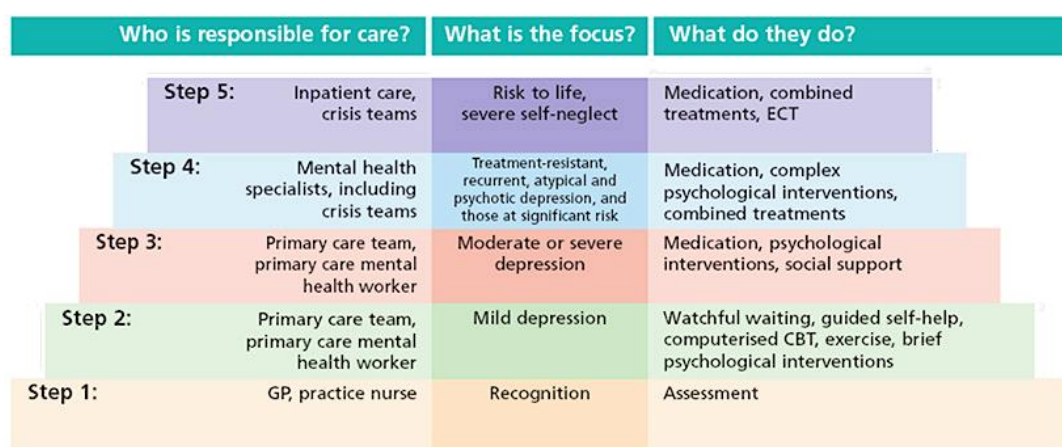 Who is responsible for care? What is the focus? What do they do?
Step 5: Inpatient care, Risk to life, Medication, combined
crisis teams severe self-neglect treatments, ECT
Step 4: Mental health Treatment-resistant, Medication, complex
specialists, including recurrent, atypical and psychological interventions,
crisis teams psychotic depression, and combined treatments
those at significant risk
Step 3: Primary care team, Moderate or severe Medication, psychological
primary care mental depression interventions, social support
health worker
Step 2: Primary care team, Mild depression Watchful waiting, guided self-help,
primary care mental computerised CBT, exercise, brief
health worker psychological interventions
Step 1: GP, practice nurse Recognition Assessment